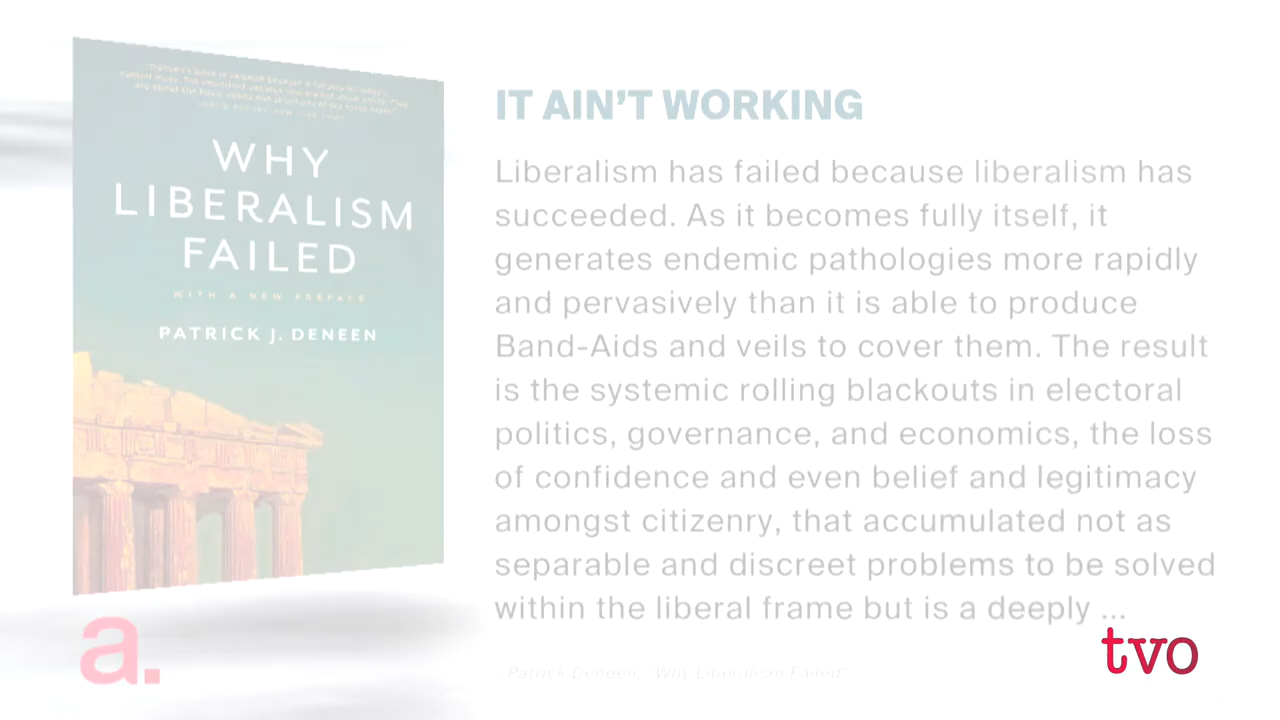 WHY
LIBERALISM
FAILED
WITH A NEW PREFACE
PATRICK J. DENEEN
IT AIN'T WORKING
Liberalism has failed because liberalism has
succeeded. As it becomes fully itself, it
generates endemic pathologies more rapidly
and pervasively than it is able to produce
Band-Aids and veils to cover them. The result
is the systemic rolling blackouts in electoral
politics, governance, and economics, the loss
of confidence and even belief and legitimacy
amongst citizenry, that accumulated not as
separable and discreet problems to be solved
within the liberal frame but is a deeply ...
- Patrick Deneen, "Why Liberalism Failed"
a.
tvo